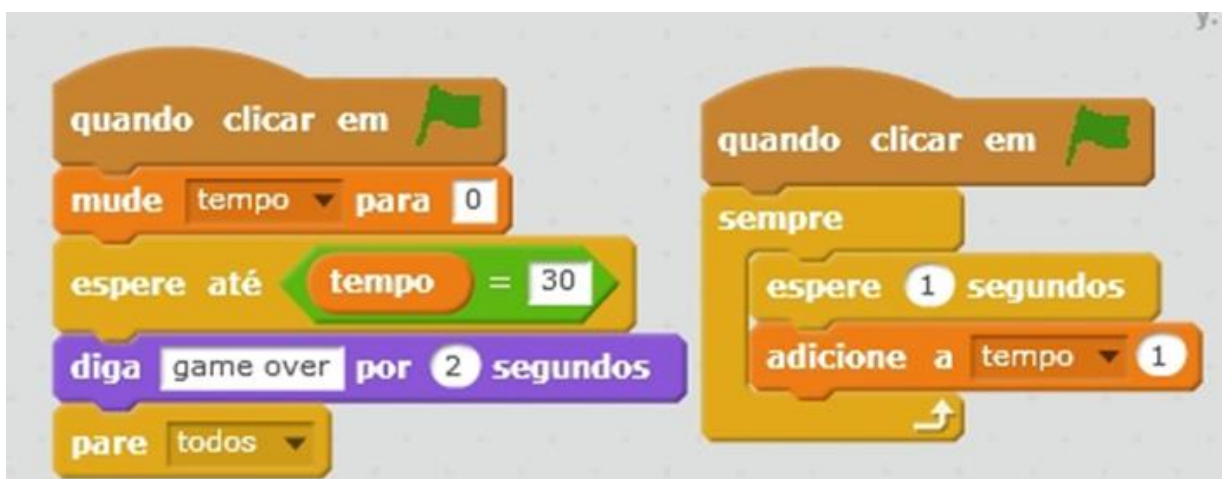 y:
quando clicar em
mude tempo para 0
espere até tempo = 30
diga game over por 2 segundos
pare todos
quando clicar em
sempre
espere 1 segundos
adicione a tempo 1